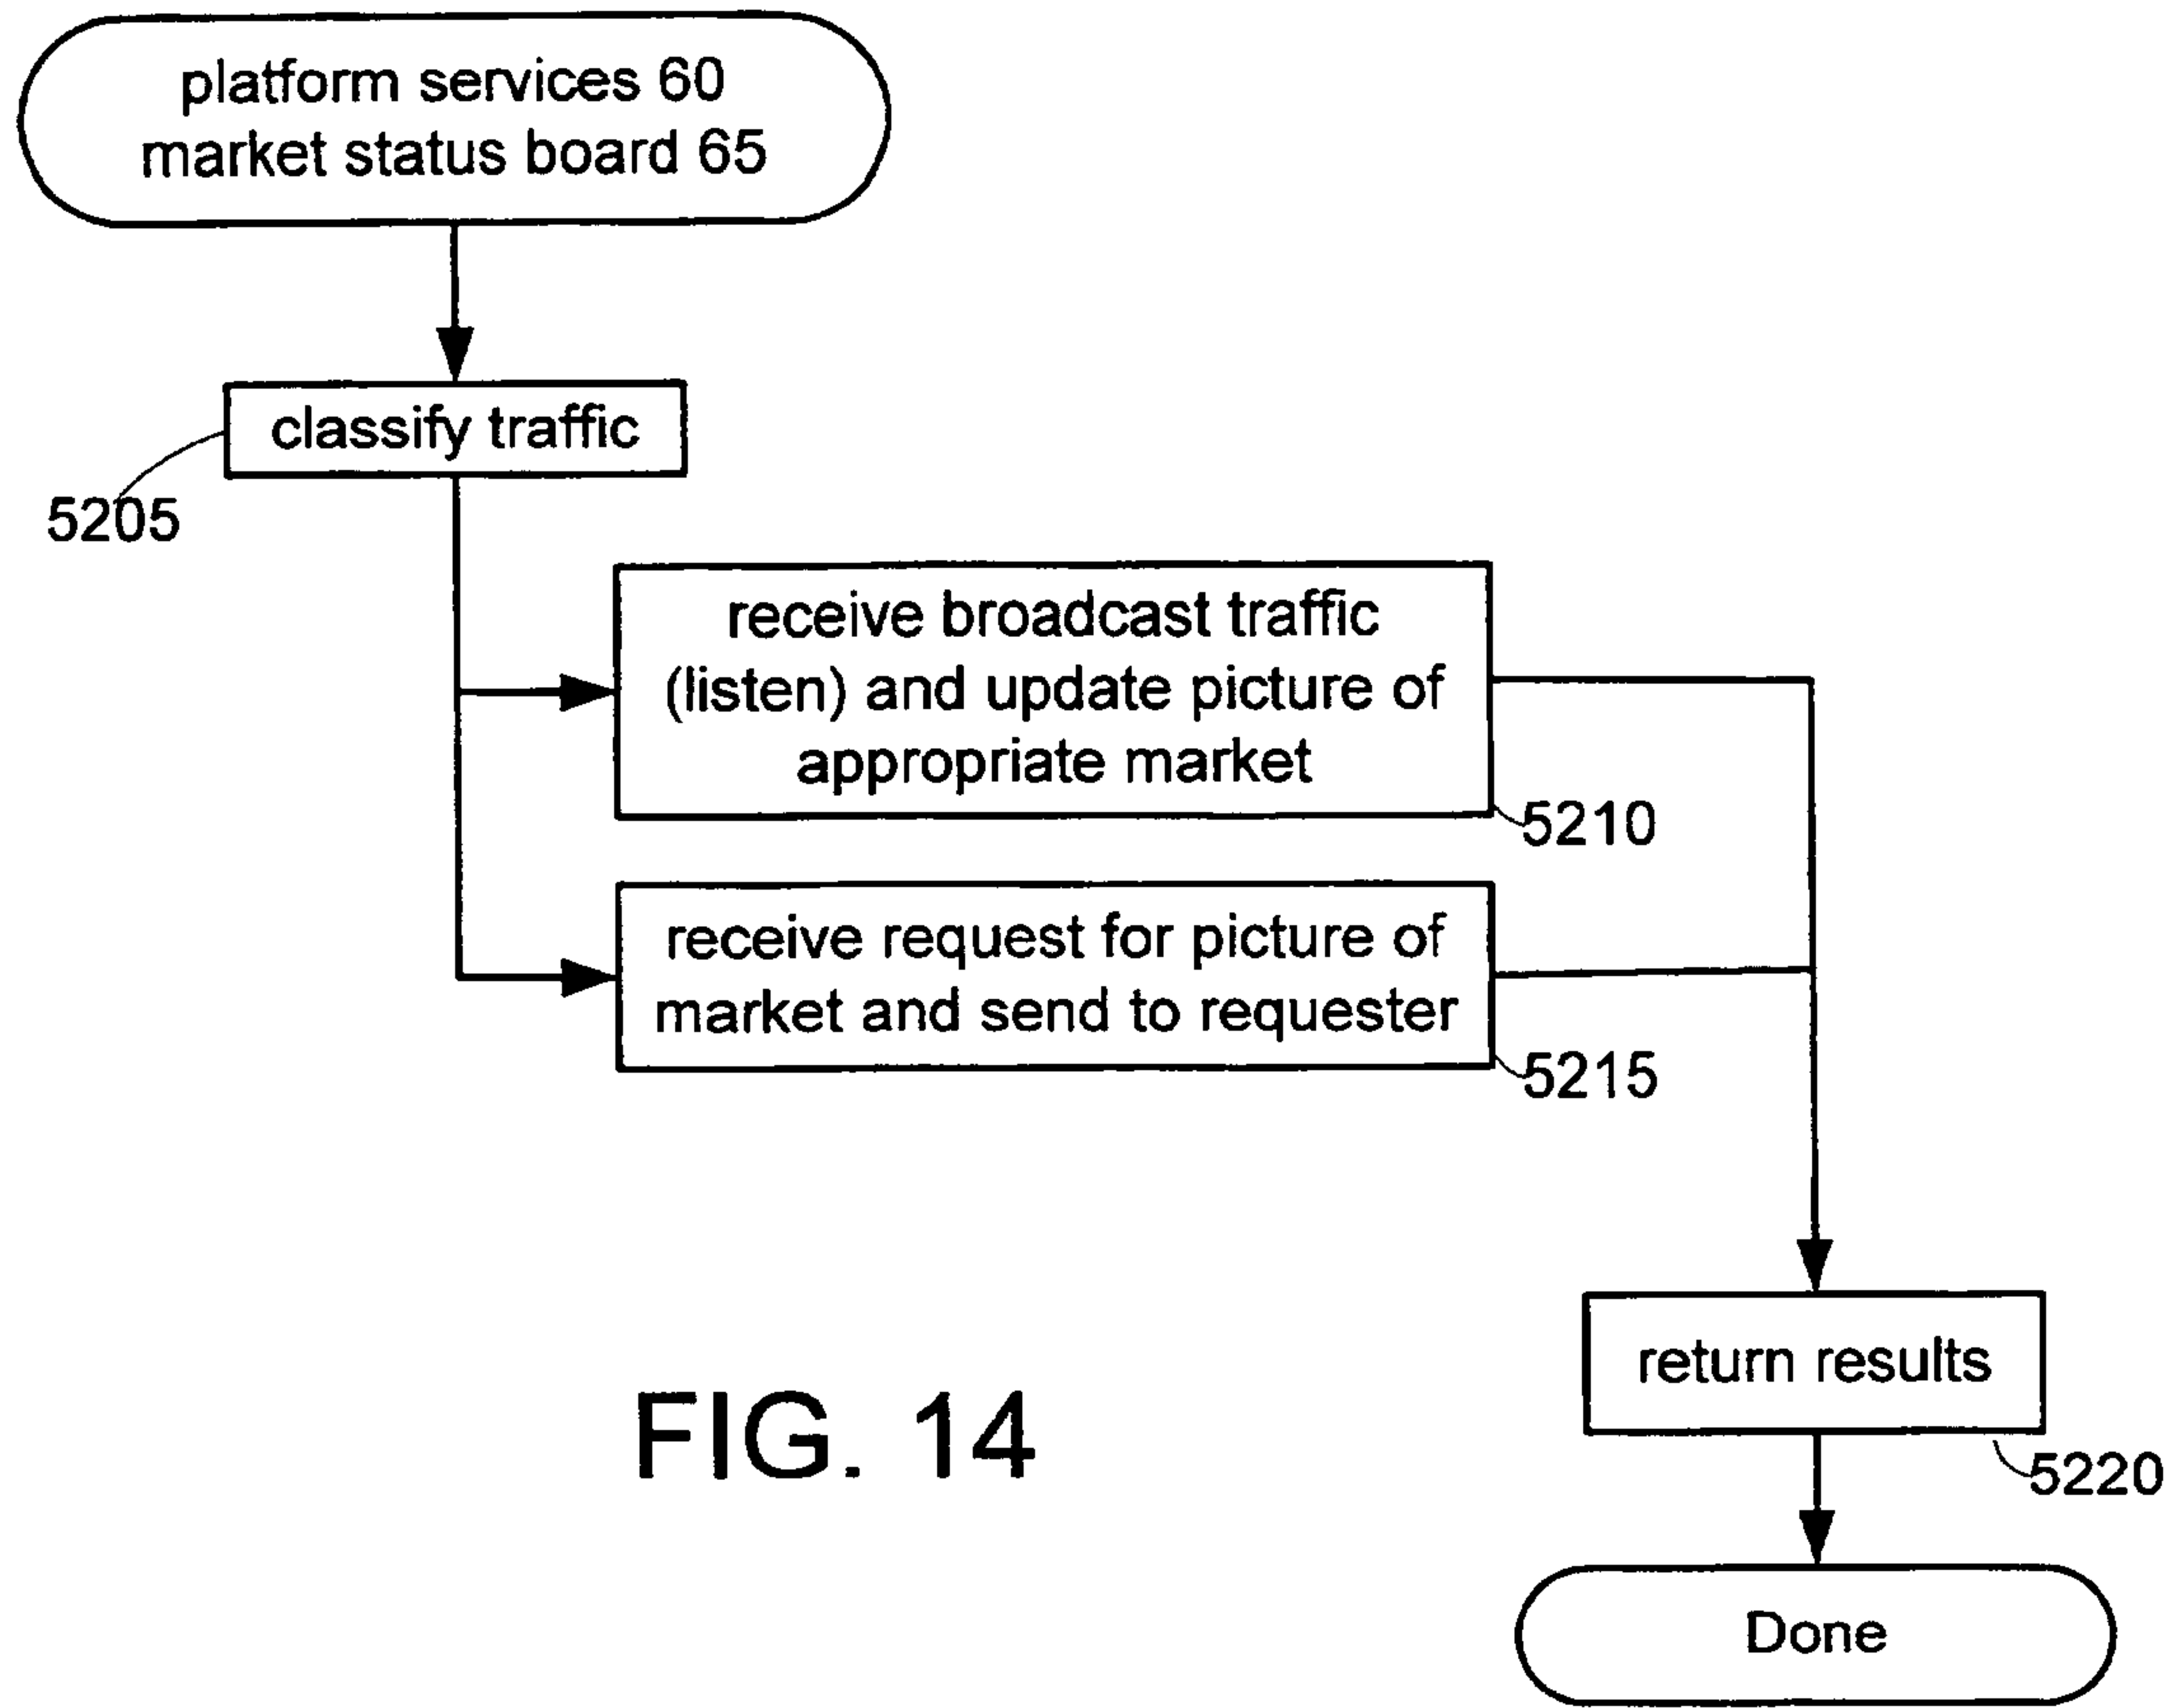 platform services 60
market status board 65
classify traffic
5205
receive broadcast traffic
(listen) and update picture of
appropriate market
5210
receive request for picture of
market and send to requester
5215
return results
5220
FIG. 14
Done